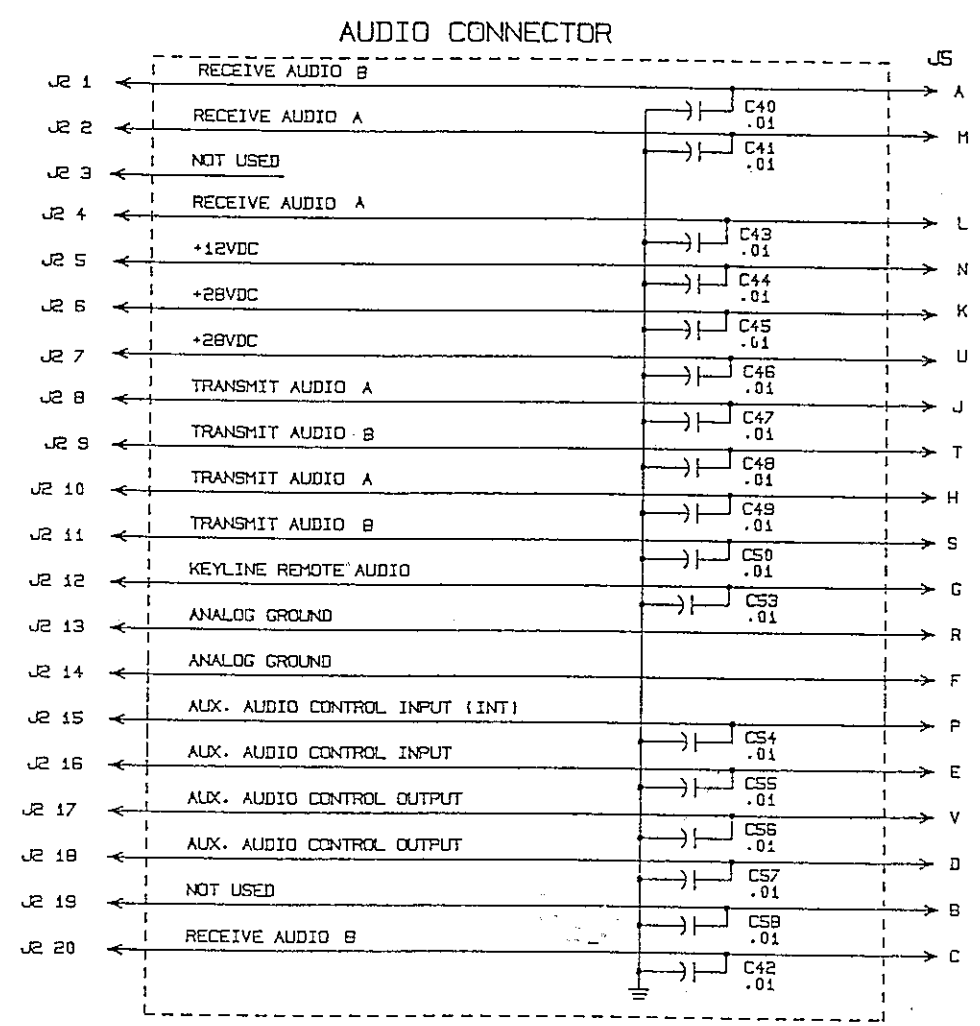 AUDIO CONNECTOR
J5
J2 1 RECEIVE AUDIO B A
C40
.01
J2 2 RECEIVE AUDIO A M
C41
.01
J2 3 NOT USED
J2 4 RECEIVE AUDIO A L
C43
.01
J2 5 +12VDC N
C44
.01
J2 6 +28VDC K
C45
.01
J2 7 +28VDC U
C46
.01
J2 8 TRANSMIT AUDIO A J
C47
.01
J2 9 TRANSMIT AUDIO B T
C48
.01
J2 10 TRANSMIT AUDIO A H
C49
.01
J2 11 TRANSMIT AUDIO B S
C50
.01
J2 12 KEYLINE REMOTE AUDIO G
C53
.01
J2 13 ANALOG GROUND R
J2 14 ANALOG GROUND F
J2 15 AUX. AUDIO CONTROL INPUT (INT) P
C54
.01
J2 16 AUX. AUDIO CONTROL INPUT E
C55
.01
J2 17 AUX. AUDIO CONTROL OUTPUT V
C56
.01
J2 18 AUX. AUDIO CONTROL OUTPUT D
C57
.01
J2 19 NOT USED B
C58
.01
J2 20 RECEIVE AUDIO B C
C42
.01